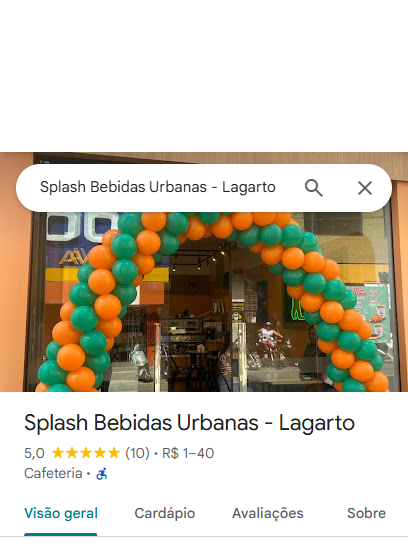 Splash Bebidas Urbanas - Lagarto
Splash Bebidas Urbanas - Lagarto
5,0 ★★★★★ (10) • R$ 1–40
Cafeteria •
Visão geral Cardápio Avaliações Sobre